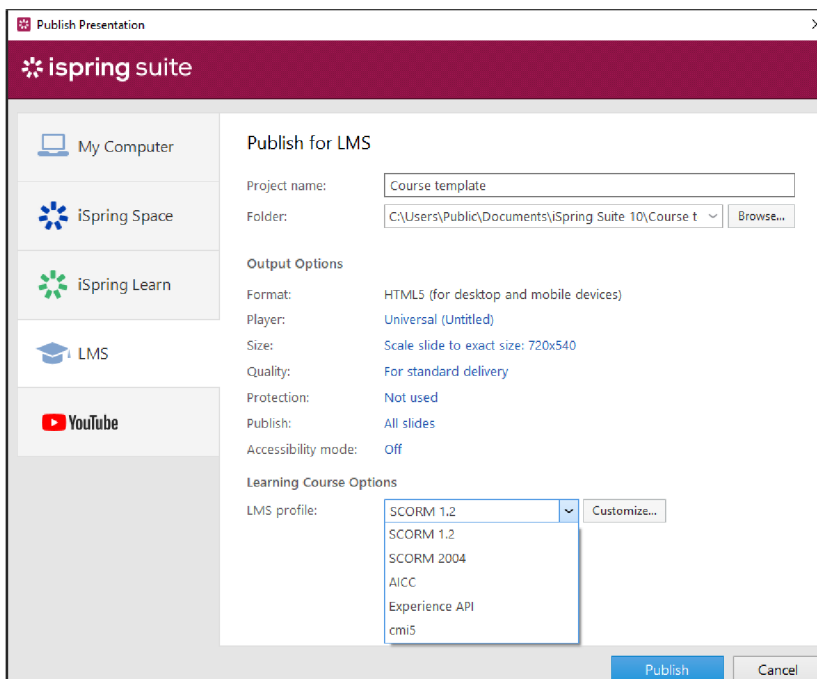 Publish Presentation
ispring suite
My Computer
iSpring Space
iSpring Learn
LMS
YouTube
Publish for LMS
Project name: Course template
Folder: C:\Users\Public\Documents\iSpring Suite 10\Course t Browse...
Output Options
Format: HTML5 (for desktop and mobile devices)
Player: Universal (Untitled)
Size: Scale slide to exact size: 720x540
Quality: For standard delivery
Protection: Not used
Publish: All slides
Accessibility mode: Off
Learning Course Options
LMS profile: SCORM 1.2 Customize...
SCORM 1.2
SCORM 2004
AICC
Experience API
cmi5
Publish Cancel